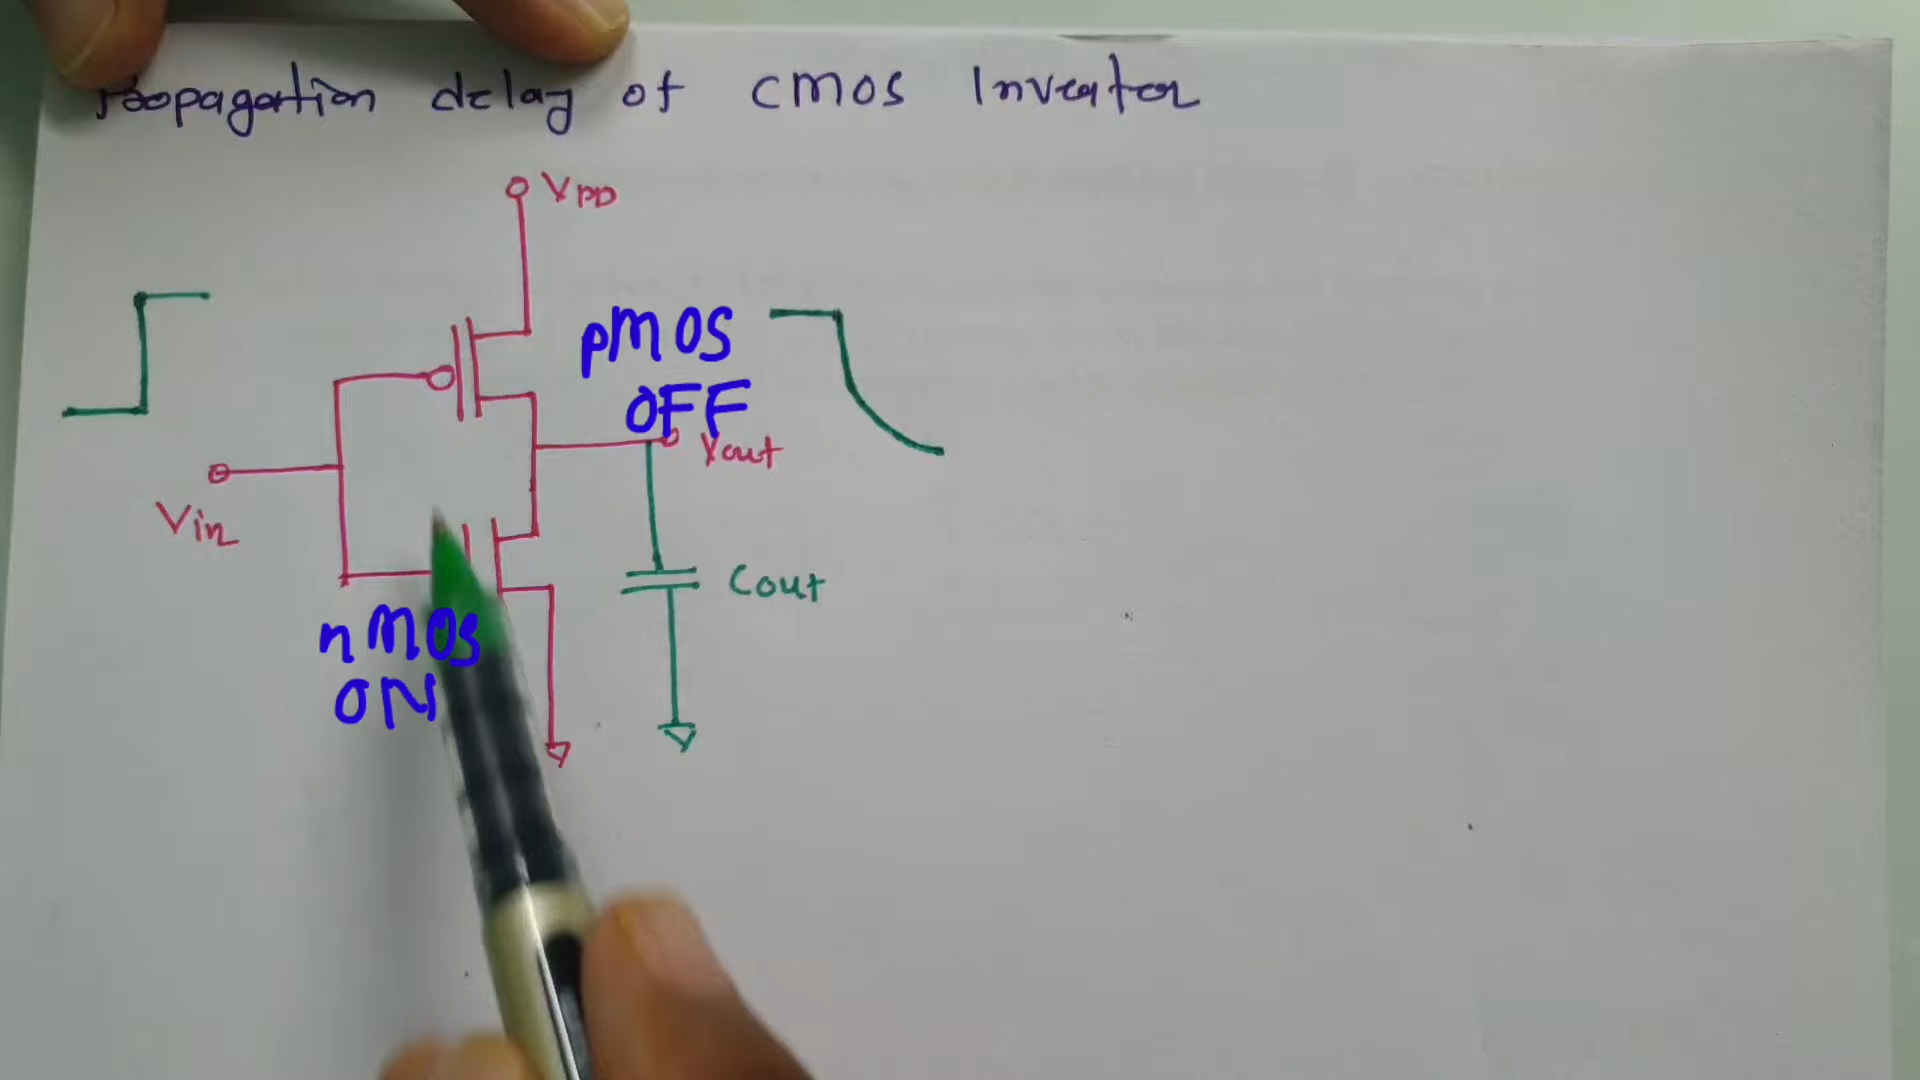 Propagation delay of CMOS Inverter
VDD
pMOS
OFF
Vout
Vin
Cout
nMOS
ON